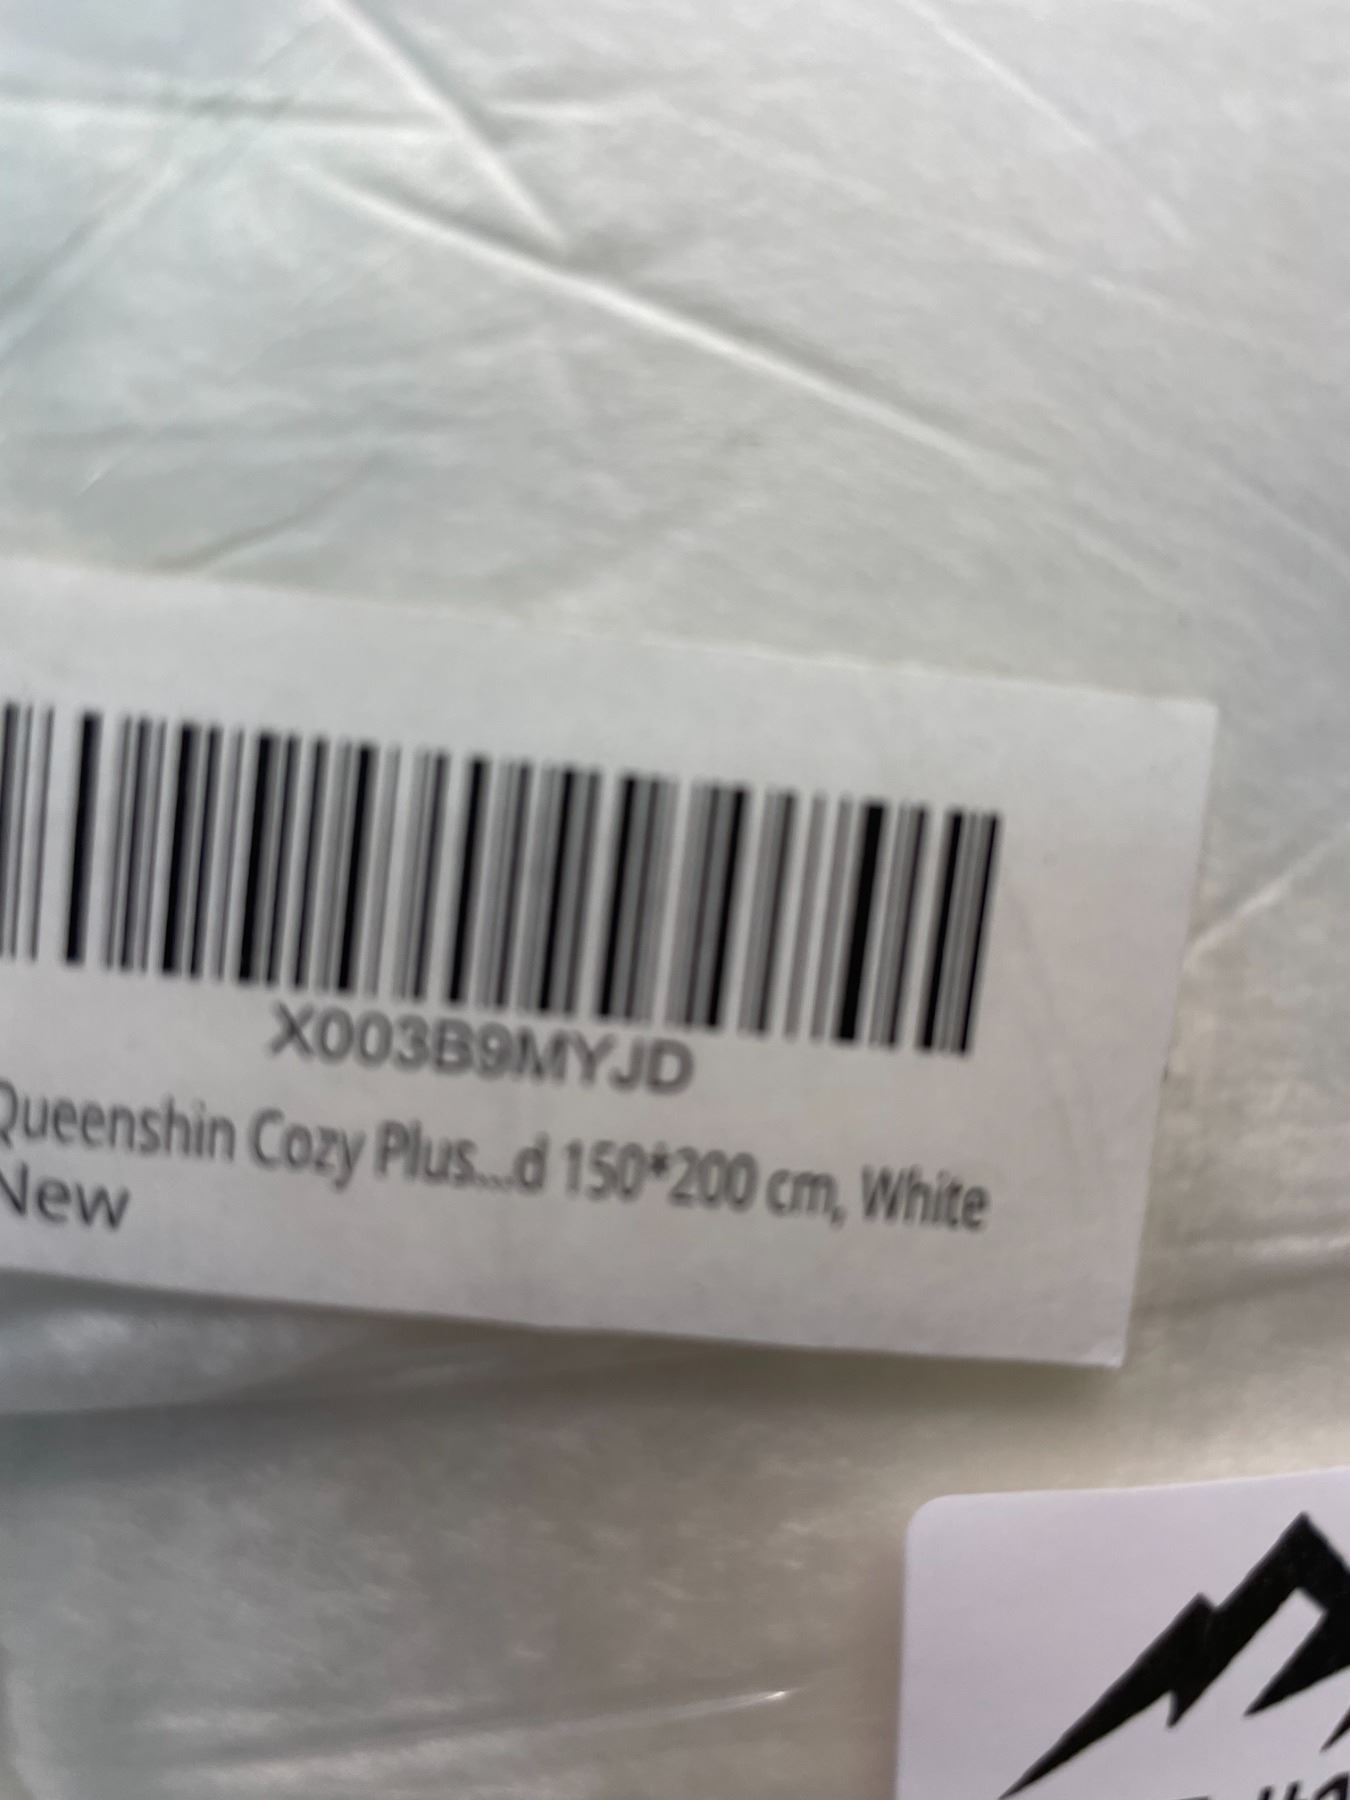 X003B9MYJD
Queenshin Cozy Plus...d 150*200 cm, White
New